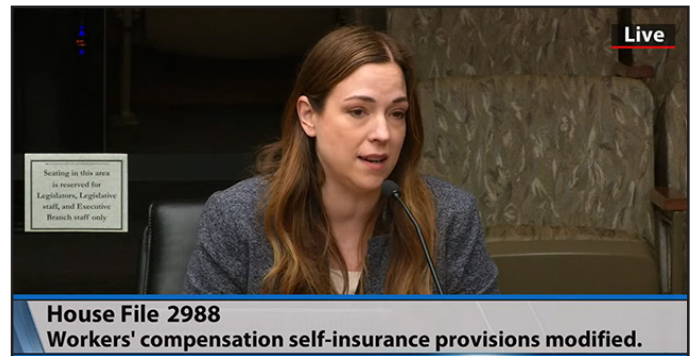 Live
Seating in this area
is reserved for
Legislators, Legislative
staff, and Executive
Branch staff only
House File 2988
Workers' compensation self-insurance provisions modified.